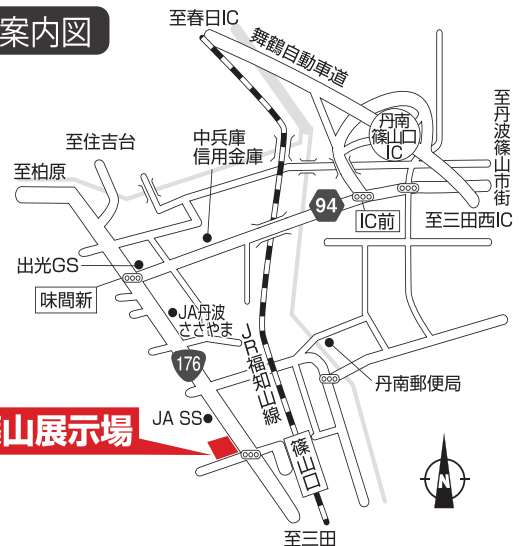 案内図
至春日IC
舞鶴自動車道
丹南
篠山口
IC
至丹波篠山市街
至住吉台
中兵庫
信用金庫
至柏原
94
IC前
至三田西IC
出光GS
味間新
JA丹波
ささやま
JR福知山線
176
丹南郵便局
JA SS
山展示場
篠山口
N
至三田